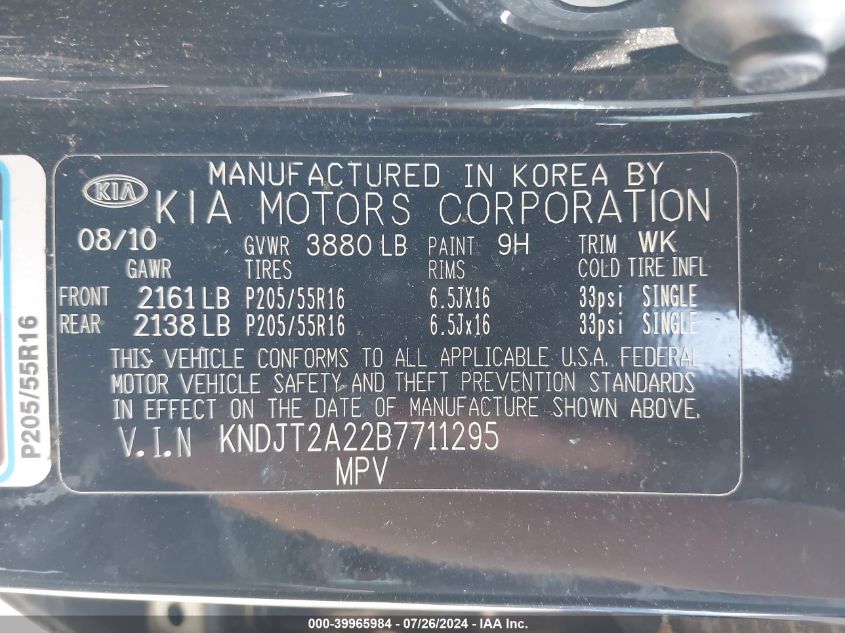 MANUFACTURED IN KOREA BY
KIA KIA MOTORS CORPORATION
08/10 GVWR 3880 LB PAINT 9H TRIM WK
GAWR TIRES RIMS COLD TIRE INFL
FRONT 2161 LB P205/55R16 6.5JX16 33psi SINGLE
REAR 2138 LB P205/55R16 6.5Jx16 33psi SINGLE
THIS VEHICLE CONFORMS TO ALL APPLICABLE U.S.A. FEDERAL
MOTOR VEHICLE SAFETY AND THEFT PREVENTION STANDARDS
IN EFFECT ON THE DATE OF MANUFACTURE SHOWN ABOVE.
V.I.N KNDJT2A22B7711295
MPV
P205/55R16
000-39965984 / 07/26/2024 - IAA Inc.